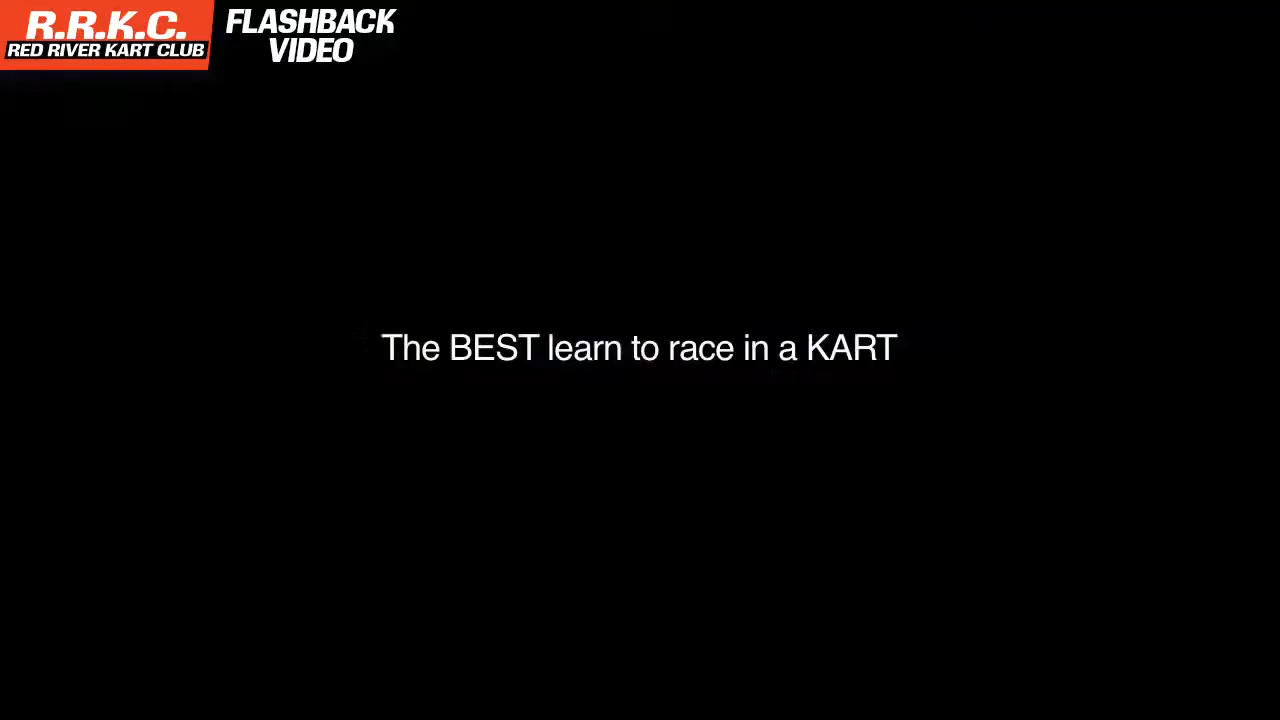 R.R.K.C.
RED RIVER KART CLUB
FLASHBACK
VIDEO
The BEST learn to race in a KART